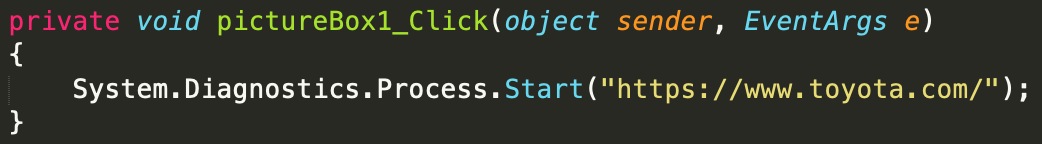 private void pictureBox1_Click(object sender, EventArgs e)
{
    System.Diagnostics.Process.Start("https://www.toyota.com/");
}